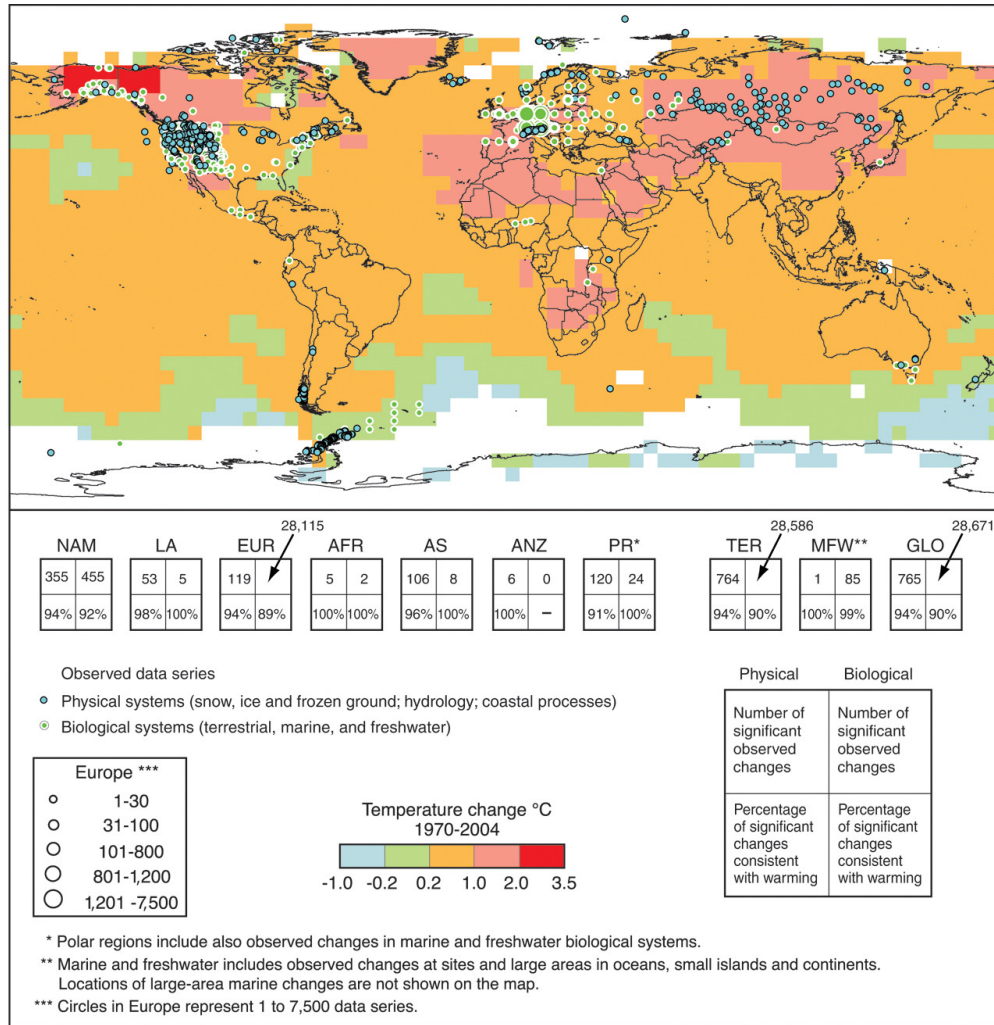 28,115
28,586
28,671
NAM LA EUR AFR AS ANZ PR* TER MFW** GLO
355 455 53 5 119 5 2 106 8 6 0 120 24 764 1 85 765
94% 92% 98% 100% 94% 89% 100% 100% 96% 100% 100% – 91% 100% 94% 90% 100% 99% 94% 90%
Observed data series
Physical systems (snow, ice and frozen ground; hydrology; coastal processes)
Biological systems (terrestrial, marine, and freshwater)
Physical Biological
Number of significant observed changes
Number of significant observed changes
Percentage of significant changes consistent with warming
Percentage of significant changes consistent with warming
Europe ***
1-30
31-100
101-800
801-1,200
1,201 -7,500
Temperature change °C
1970-2004
-1.0 -0.2 0.2 1.0 2.0 3.5
* Polar regions include also observed changes in marine and freshwater biological systems.
** Marine and freshwater includes observed changes at sites and large areas in oceans, small islands and continents.
Locations of large-area marine changes are not shown on the map.
*** Circles in Europe represent 1 to 7,500 data series.